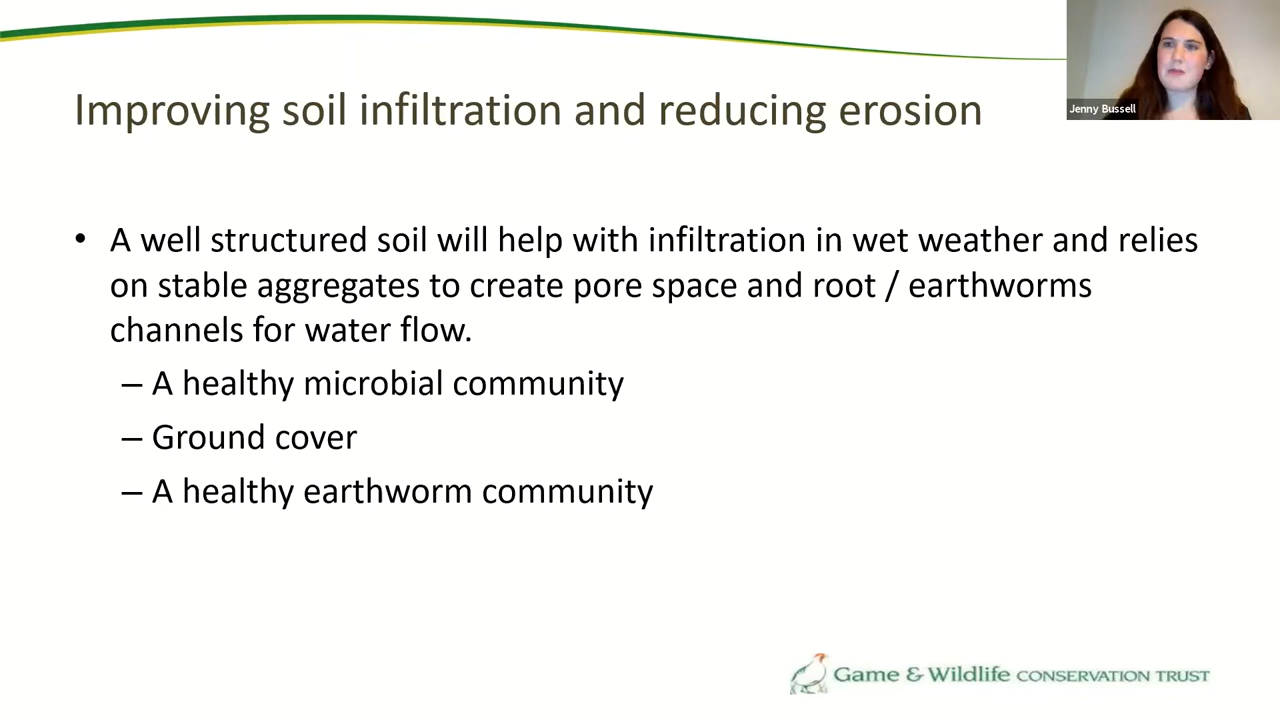 Jenny Bussell
Improving soil infiltration and reducing erosion
• A well structured soil will help with infiltration in wet weather and relies
on stable aggregates to create pore space and root / earthworms
channels for water flow.
– A healthy microbial community
– Ground cover
– A healthy earthworm community
Game & Wildlife CONSERVATION TRUST